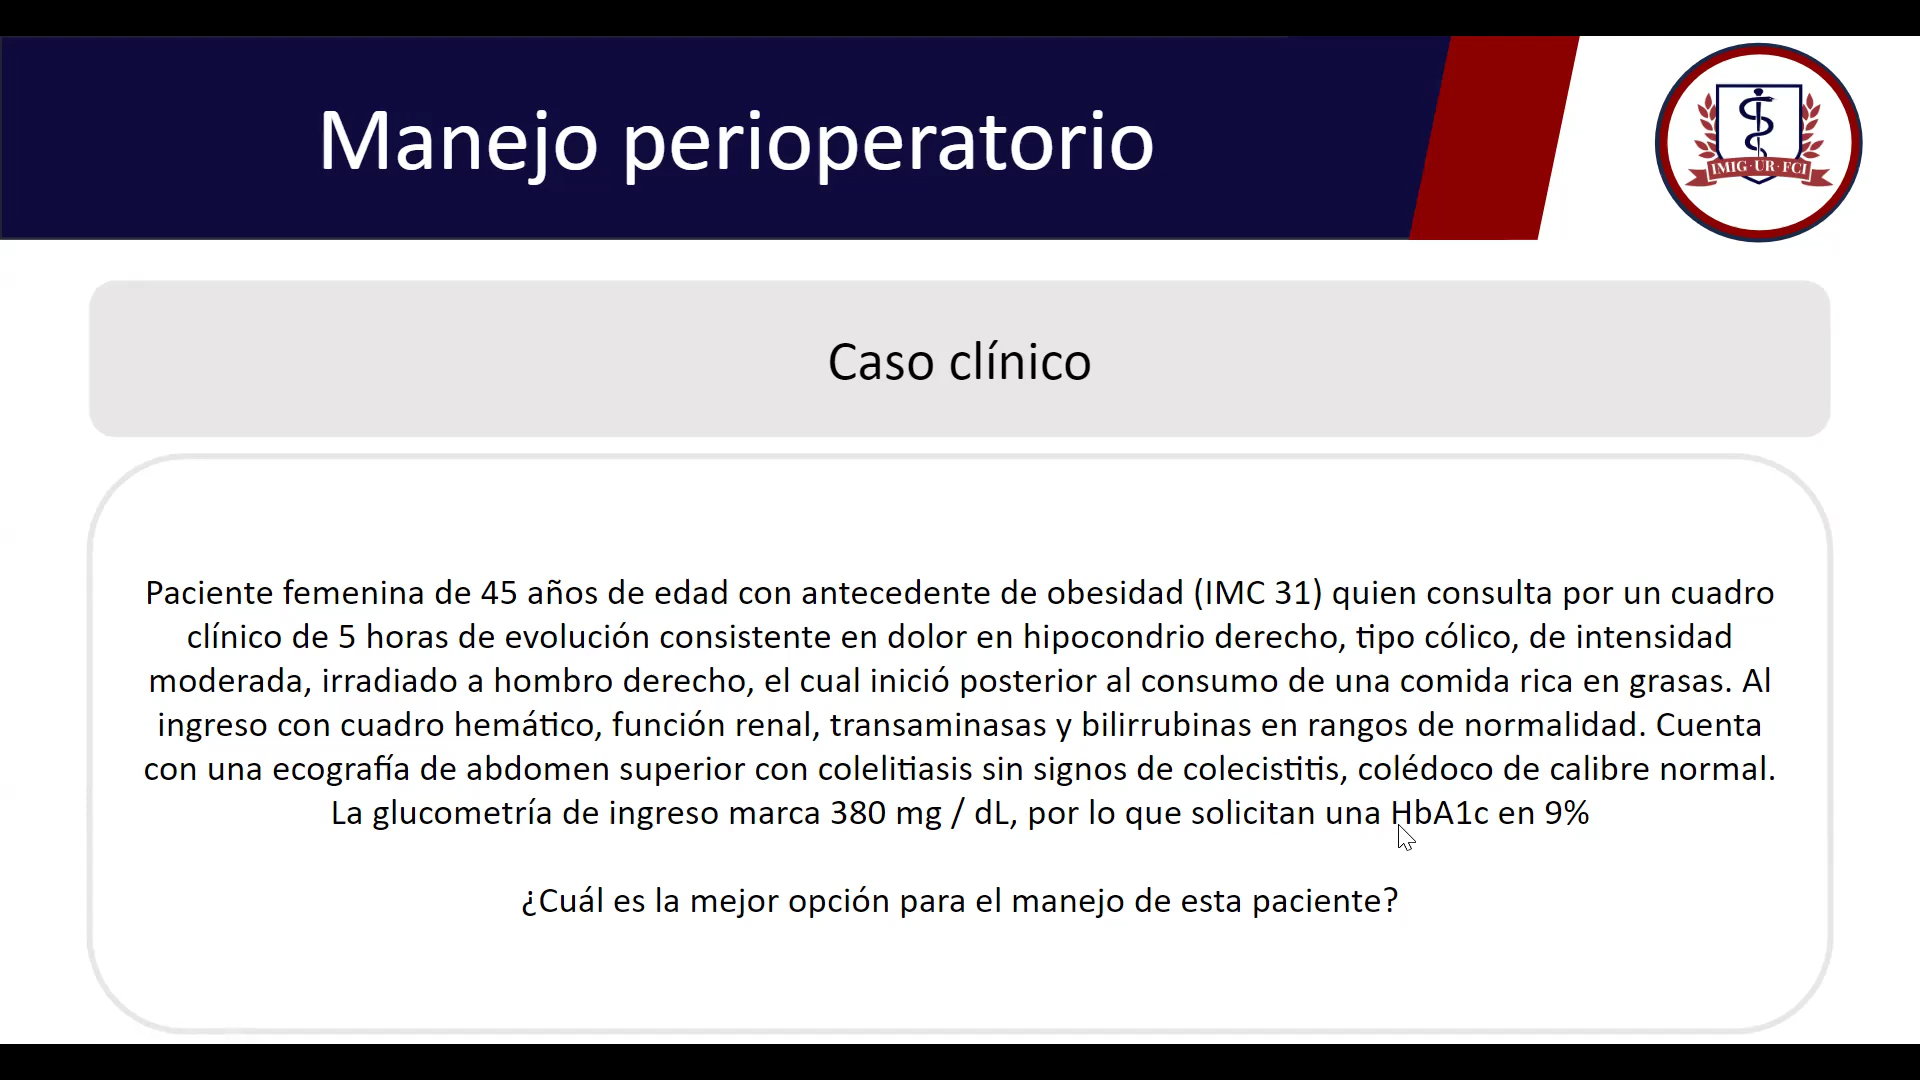 Manejo perioperatorio
IMIG·UR·FCI
Caso clínico
Paciente femenina de 45 años de edad con antecedente de obesidad (IMC 31) quien consulta por un cuadro
clínico de 5 horas de evolución consistente en dolor en hipocondrio derecho, tipo cólico, de intensidad
moderada, irradiado a hombro derecho, el cual inició posterior al consumo de una comida rica en grasas. Al
ingreso con cuadro hemático, función renal, transaminasas y bilirrubinas en rangos de normalidad. Cuenta
con una ecografía de abdomen superior con colelitiasis sin signos de colecistitis, colédoco de calibre normal.
La glucometría de ingreso marca 380 mg / dL, por lo que solicitan una HbA1c en 9%
¿Cuál es la mejor opción para el manejo de esta paciente?